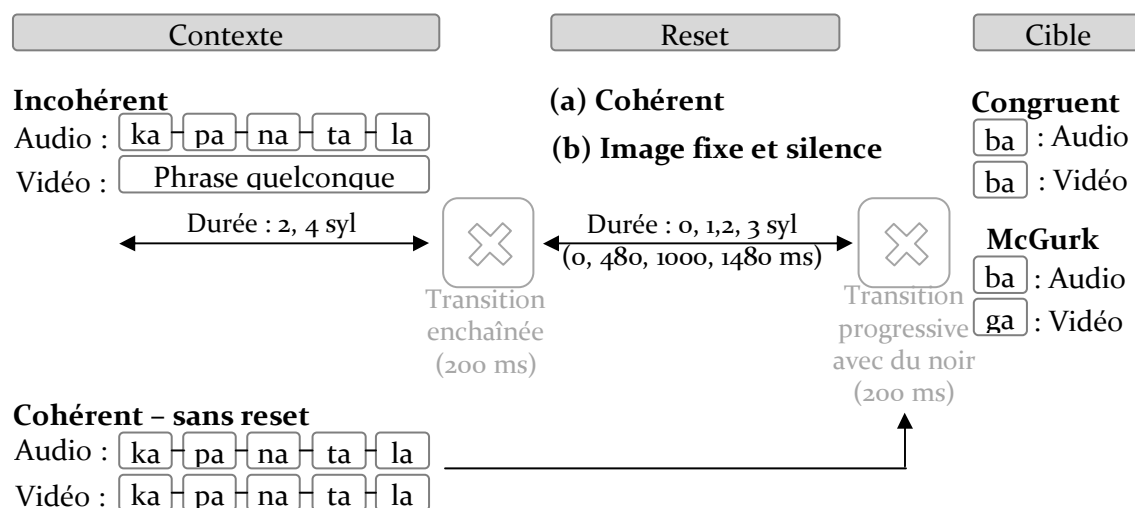 Contexte
Reset
Cible
Incohérent
Audio : ka pa na ta la
Vidéo : Phrase quelconque
Durée : 2, 4 syl
Transition
enchaînée
(200 ms)
(a) Cohérent
(b) Image fixe et silence
Durée : 0, 1,2, 3 syl
(0, 480, 1000, 1480 ms)
Transition
progressive
avec du noir
(200 ms)
Congruent
ba : Audio
ba : Vidéo
McGurk
ba : Audio
ga : Vidéo
Cohérent – sans reset
Audio : ka pa na ta la
Vidéo : ka pa na ta la